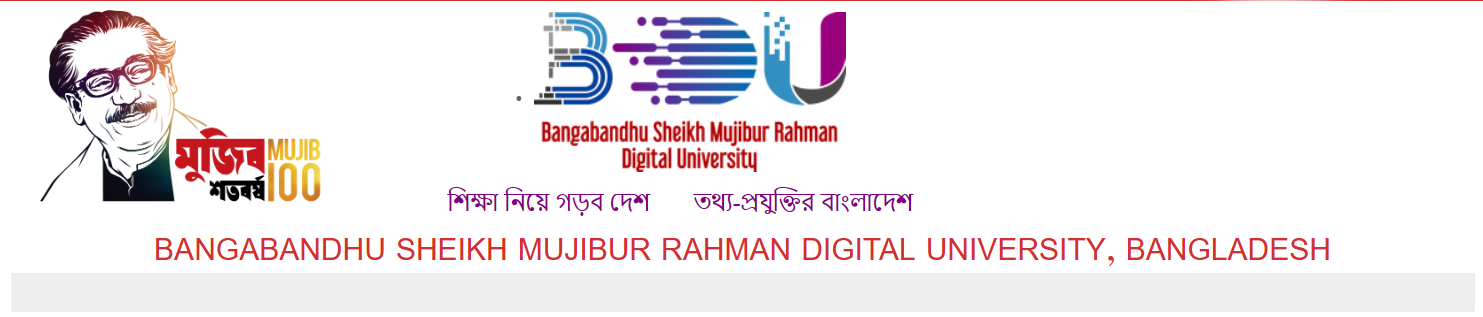 মুজিব
শতবর্ষ
MUJIB
100
BDU
Bangabandhu Sheikh Mujibur Rahman
Digital University
শিক্ষা নিয়ে গড়ব দেশ তথ্য-প্রযুক্তির বাংলাদেশ
BANGABANDHU SHEIKH MUJIBUR RAHMAN DIGITAL UNIVERSITY, BANGLADESH